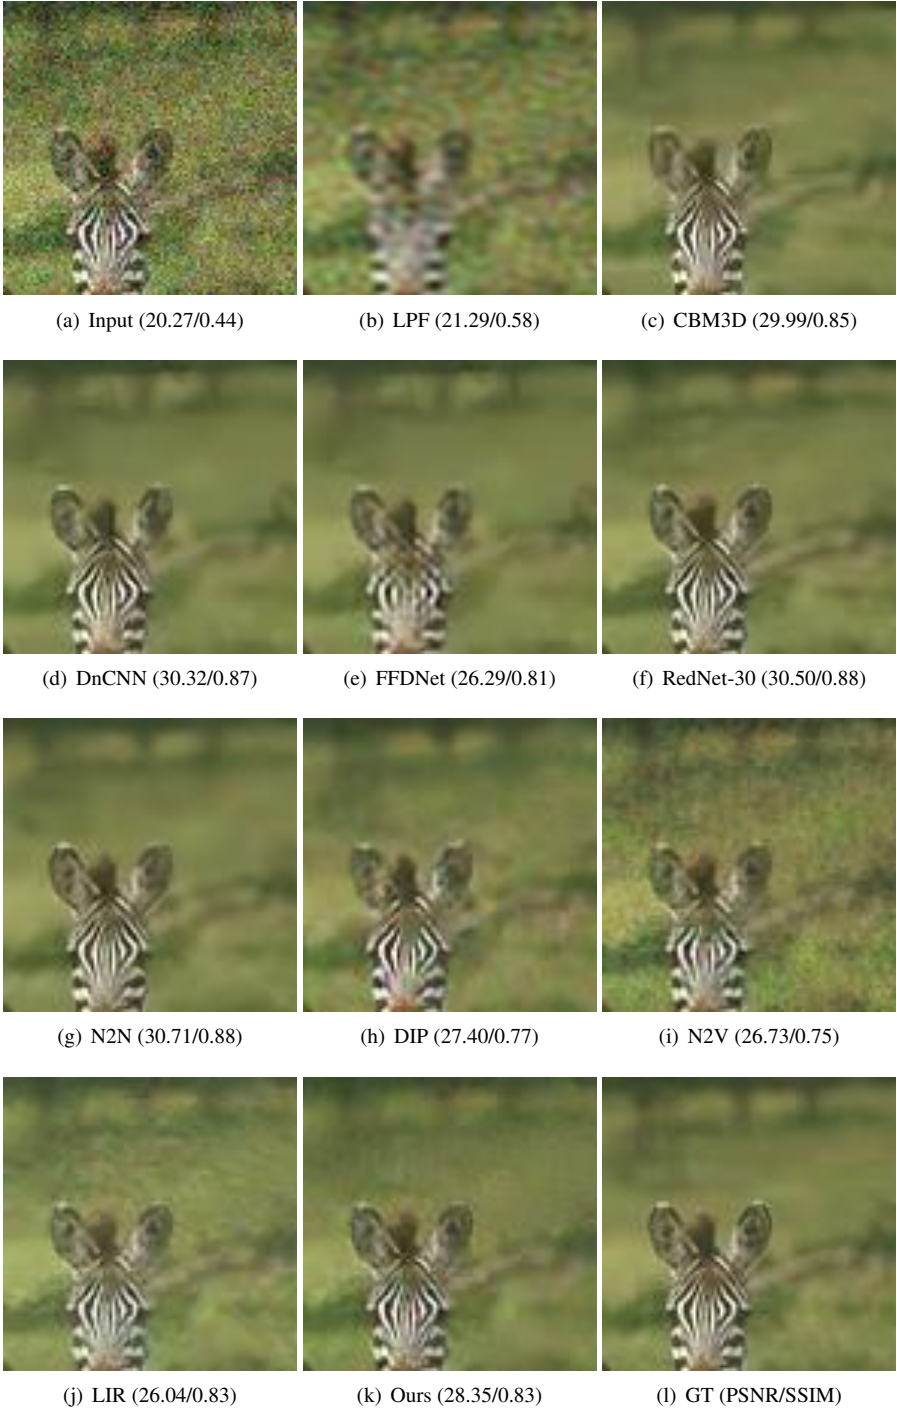 (a) Input (20.27/0.44)
(b) LPF (21.29/0.58)
(c) CBM3D (29.99/0.85)
(d) DnCNN (30.32/0.87)
(e) FFDNet (26.29/0.81)
(f) RedNet-30 (30.50/0.88)
(g) N2N (30.71/0.88)
(h) DIP (27.40/0.77)
(i) N2V (26.73/0.75)
(j) LIR (26.04/0.83)
(k) Ours (28.35/0.83)
(l) GT (PSNR/SSIM)